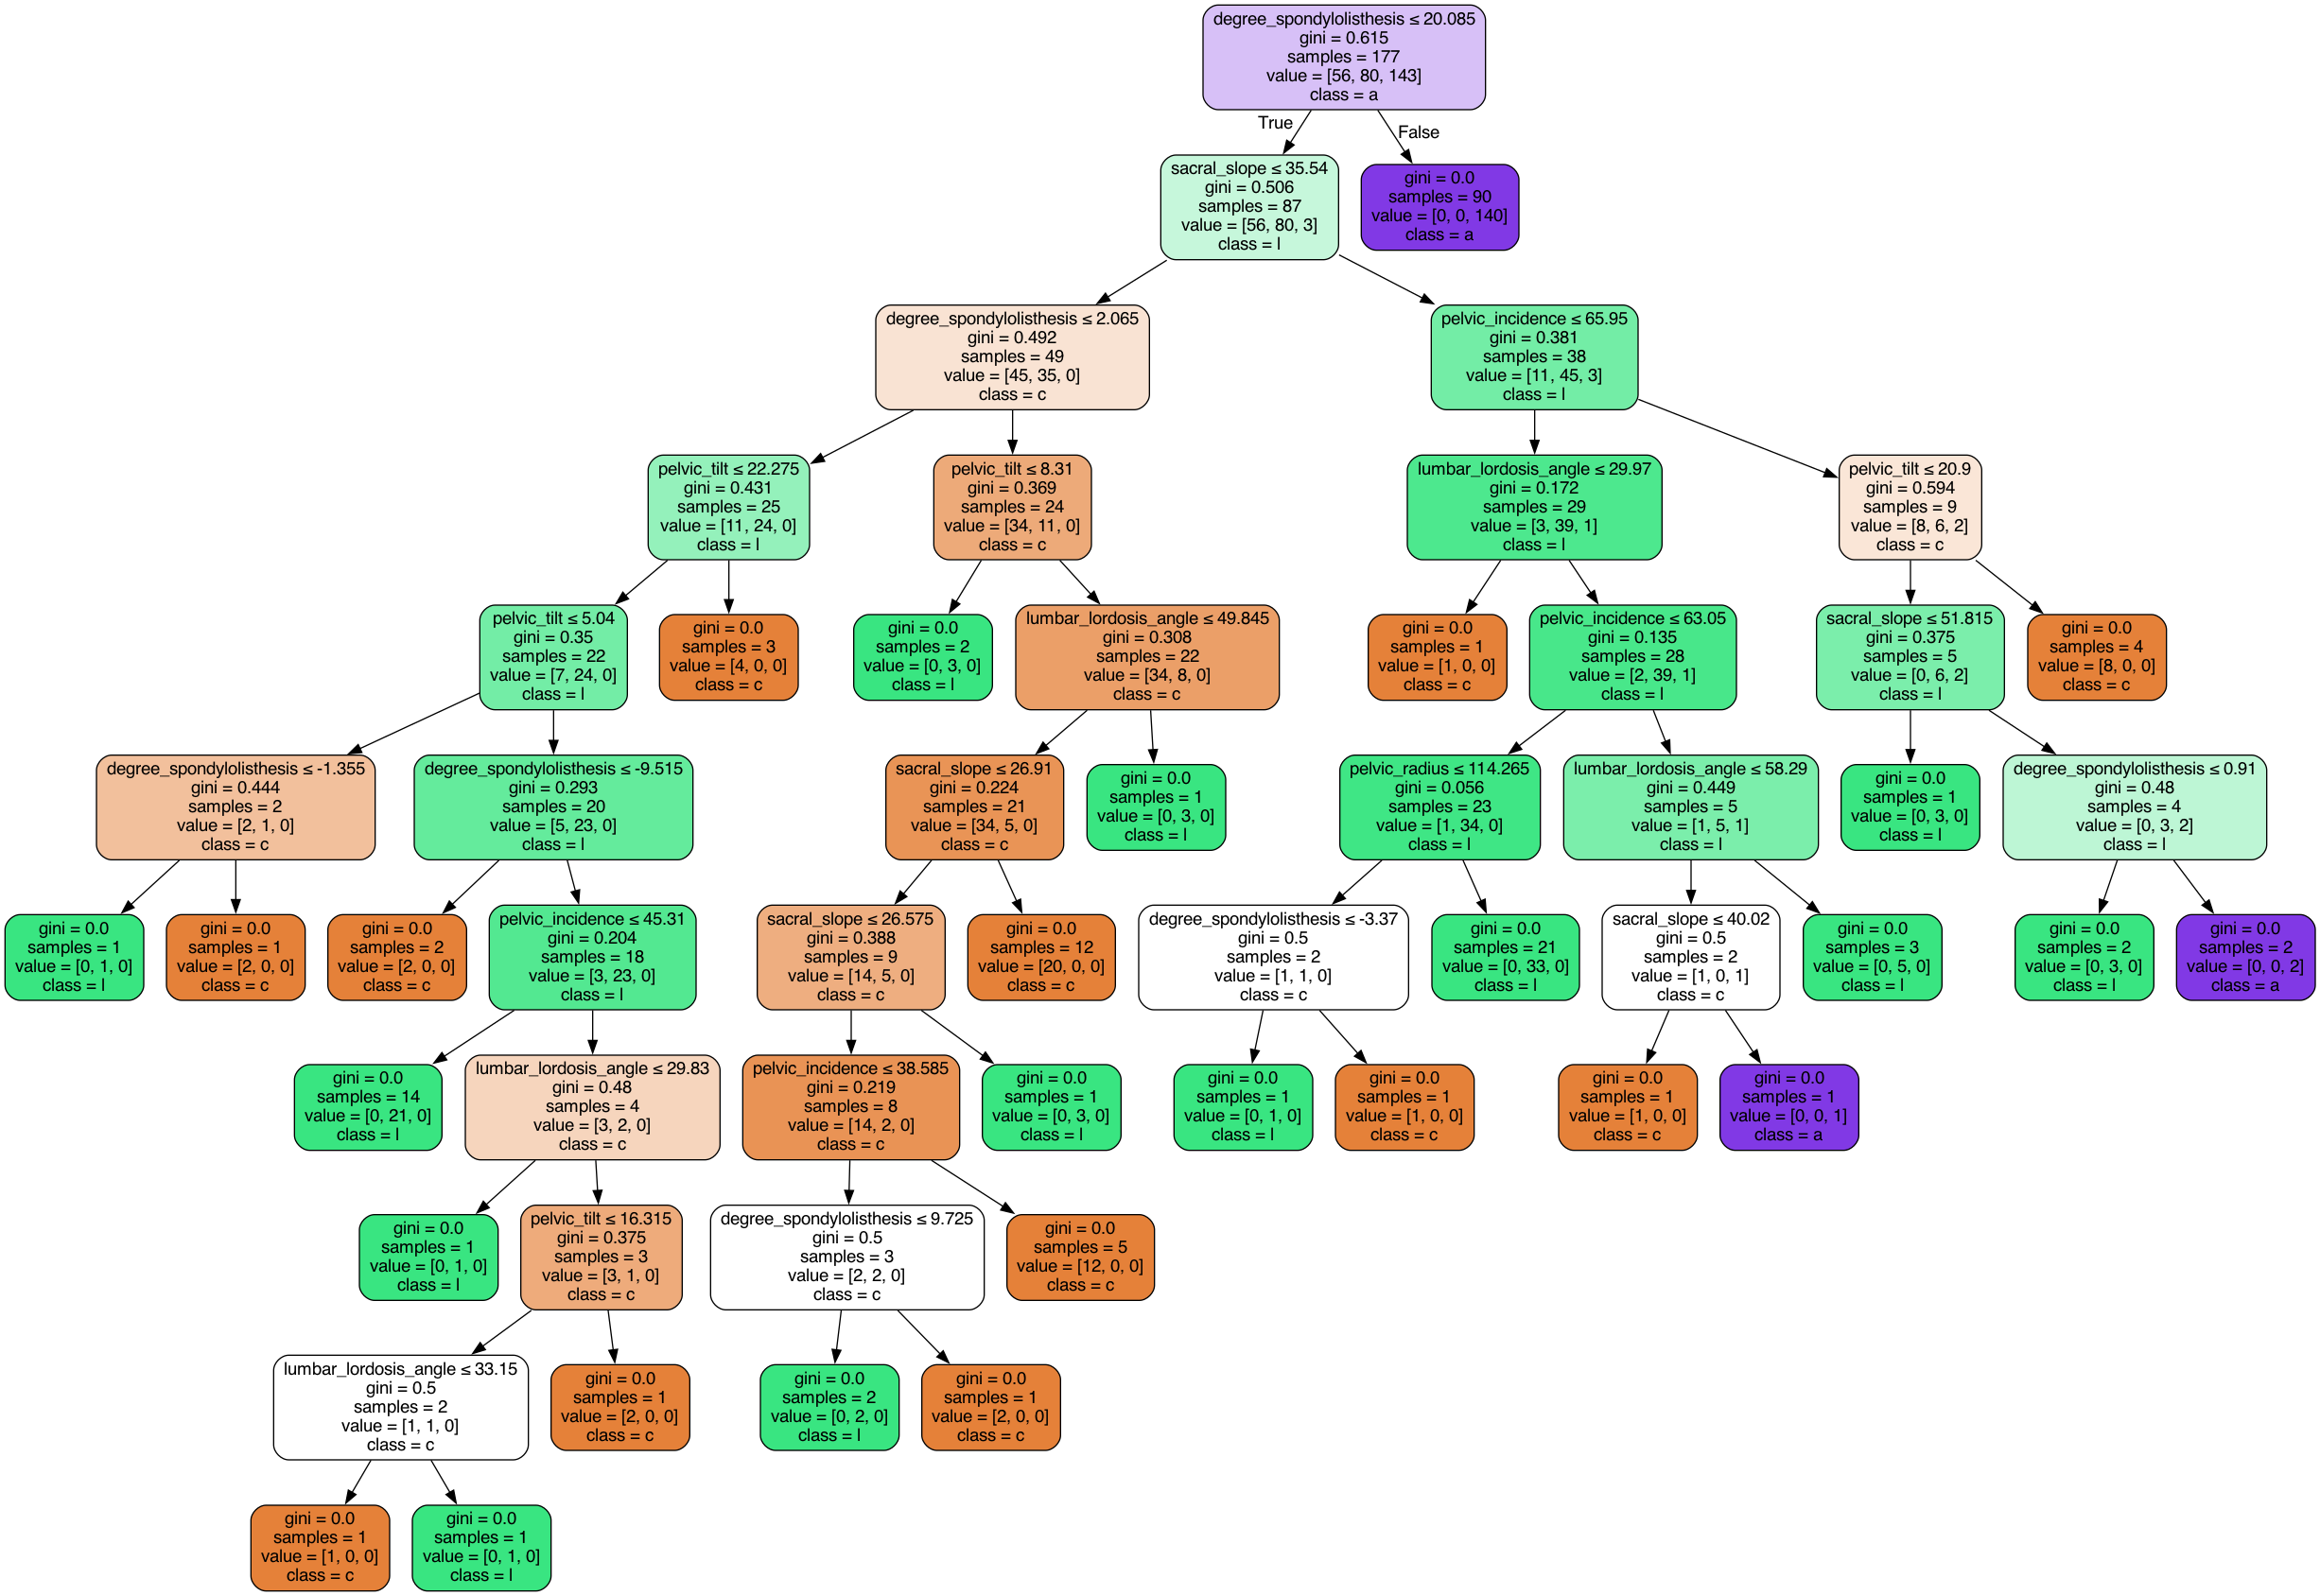 degree_spondylolisthesis ≤ 20.085
gini = 0.615
samples = 177
value = [56, 80, 143]
class = a
True
False
sacral_slope ≤ 35.54
gini = 0.506
samples = 87
value = [56, 80, 3]
class = l
gini = 0.0
samples = 90
value = [0, 0, 140]
class = a
degree_spondylolisthesis ≤ 2.065
gini = 0.492
samples = 49
value = [45, 35, 0]
class = c
pelvic_incidence ≤ 65.95
gini = 0.381
samples = 38
value = [11, 45, 3]
class = l
pelvic_tilt ≤ 22.275
gini = 0.431
samples = 25
value = [11, 24, 0]
class = l
pelvic_tilt ≤ 8.31
gini = 0.369
samples = 24
value = [34, 11, 0]
class = c
lumbar_lordosis_angle ≤ 29.97
gini = 0.172
samples = 29
value = [3, 39, 1]
class = l
pelvic_tilt ≤ 20.9
gini = 0.594
samples = 9
value = [8, 6, 2]
class = c
pelvic_tilt ≤ 5.04
gini = 0.35
samples = 22
value = [7, 24, 0]
class = l
gini = 0.0
samples = 3
value = [4, 0, 0]
class = c
gini = 0.0
samples = 2
value = [0, 3, 0]
class = l
lumbar_lordosis_angle ≤ 49.845
gini = 0.308
samples = 22
value = [34, 8, 0]
class = c
gini = 0.0
samples = 1
value = [1, 0, 0]
class = c
pelvic_incidence ≤ 63.05
gini = 0.135
samples = 28
value = [2, 39, 1]
class = l
sacral_slope ≤ 51.815
gini = 0.375
samples = 5
value = [0, 6, 2]
class = l
gini = 0.0
samples = 4
value = [8, 0, 0]
class = c
degree_spondylolisthesis ≤ -1.355
gini = 0.444
samples = 2
value = [2, 1, 0]
class = c
degree_spondylolisthesis ≤ -9.515
gini = 0.293
samples = 20
value = [5, 23, 0]
class = l
sacral_slope ≤ 26.91
gini = 0.224
samples = 21
value = [34, 5, 0]
class = c
gini = 0.0
samples = 1
value = [0, 3, 0]
class = l
pelvic_radius ≤ 114.265
gini = 0.056
samples = 23
value = [1, 34, 0]
class = l
lumbar_lordosis_angle ≤ 58.29
gini = 0.449
samples = 5
value = [1, 5, 1]
class = l
gini = 0.0
samples = 1
value = [0, 3, 0]
class = l
degree_spondylolisthesis ≤ 0.91
gini = 0.48
samples = 4
value = [0, 3, 2]
class = l
gini = 0.0
samples = 1
value = [0, 1, 0]
class = l
gini = 0.0
samples = 1
value = [2, 0, 0]
class = c
gini = 0.0
samples = 2
value = [2, 0, 0]
class = c
pelvic_incidence ≤ 45.31
gini = 0.204
samples = 18
value = [3, 23, 0]
class = l
sacral_slope ≤ 26.575
gini = 0.388
samples = 9
value = [14, 5, 0]
class = c
gini = 0.0
samples = 12
value = [20, 0, 0]
class = c
degree_spondylolisthesis ≤ -3.37
gini = 0.5
samples = 2
value = [1, 1, 0]
class = c
gini = 0.0
samples = 21
value = [0, 33, 0]
class = l
sacral_slope ≤ 40.02
gini = 0.5
samples = 2
value = [1, 0, 1]
class = c
gini = 0.0
samples = 3
value = [0, 5, 0]
class = l
gini = 0.0
samples = 2
value = [0, 3, 0]
class = l
gini = 0.0
samples = 2
value = [0, 0, 2]
class = a
gini = 0.0
samples = 14
value = [0, 21, 0]
class = l
lumbar_lordosis_angle ≤ 29.83
gini = 0.48
samples = 4
value = [3, 2, 0]
class = c
pelvic_incidence ≤ 38.585
gini = 0.219
samples = 8
value = [14, 2, 0]
class = c
gini = 0.0
samples = 1
value = [0, 3, 0]
class = l
gini = 0.0
samples = 1
value = [0, 1, 0]
class = l
gini = 0.0
samples = 1
value = [1, 0, 0]
class = c
gini = 0.0
samples = 1
value = [1, 0, 0]
class = c
gini = 0.0
samples = 1
value = [0, 0, 1]
class = a
gini = 0.0
samples = 1
value = [0, 1, 0]
class = l
pelvic_tilt ≤ 16.315
gini = 0.375
samples = 3
value = [3, 1, 0]
class = c
degree_spondylolisthesis ≤ 9.725
gini = 0.5
samples = 3
value = [2, 2, 0]
class = c
gini = 0.0
samples = 5
value = [12, 0, 0]
class = c
lumbar_lordosis_angle ≤ 33.15
gini = 0.5
samples = 2
value = [1, 1, 0]
class = c
gini = 0.0
samples = 1
value = [2, 0, 0]
class = c
gini = 0.0
samples = 2
value = [0, 2, 0]
class = l
gini = 0.0
samples = 1
value = [2, 0, 0]
class = c
gini = 0.0
samples = 1
value = [1, 0, 0]
class = c
gini = 0.0
samples = 1
value = [0, 1, 0]
class = l